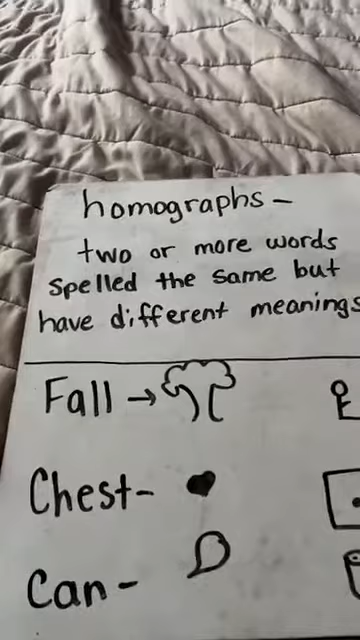 homographs -
two or more words
spelled the same but
have different meanings
Fall →
Chest-
Can -